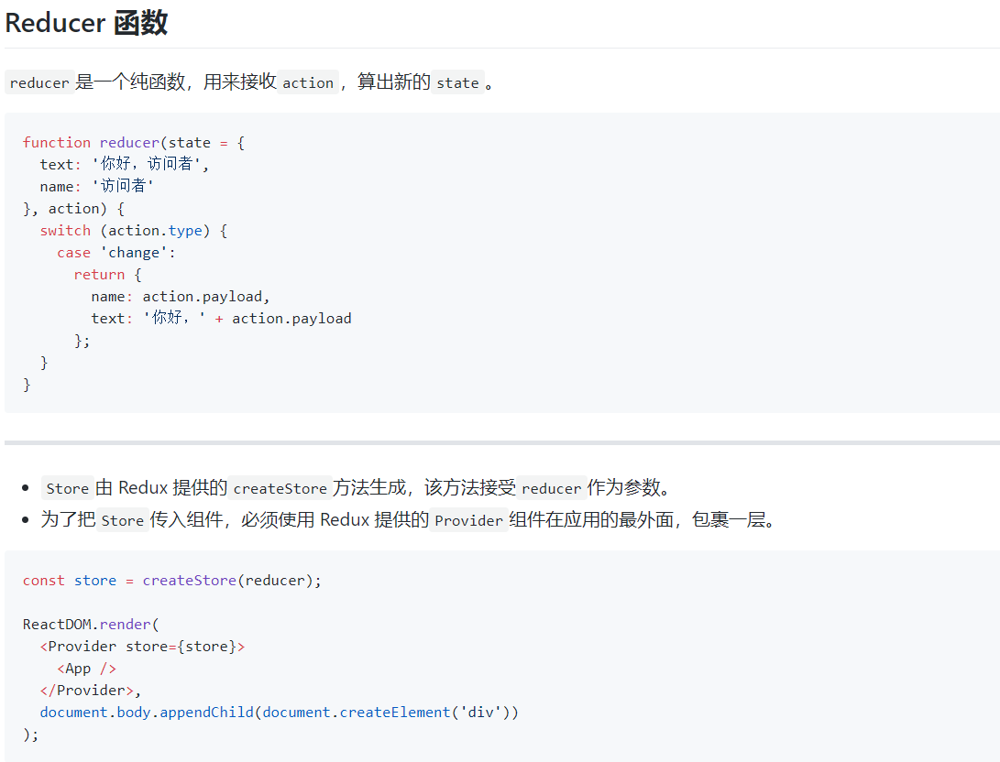 Reducer 函数
reducer 是一个纯函数，用来接收 action ，算出新的 state 。
function reducer(state = {
  text: '你好，访问者',
  name: '访问者'
}, action) {
  switch (action.type) {
    case 'change':
      return {
        name: action.payload,
        text: '你好，' + action.payload
      };
  }
}
• Store 由 Redux 提供的 createStore 方法生成，该方法接受 reducer 作为参数。
• 为了把 Store 传入组件，必须使用 Redux 提供的 Provider 组件在应用的最外面，包裹一层。
const store = createStore(reducer);
ReactDOM.render(
  <Provider store={store}>
    <App />
  </Provider>,
  document.body.appendChild(document.createElement('div'))
);